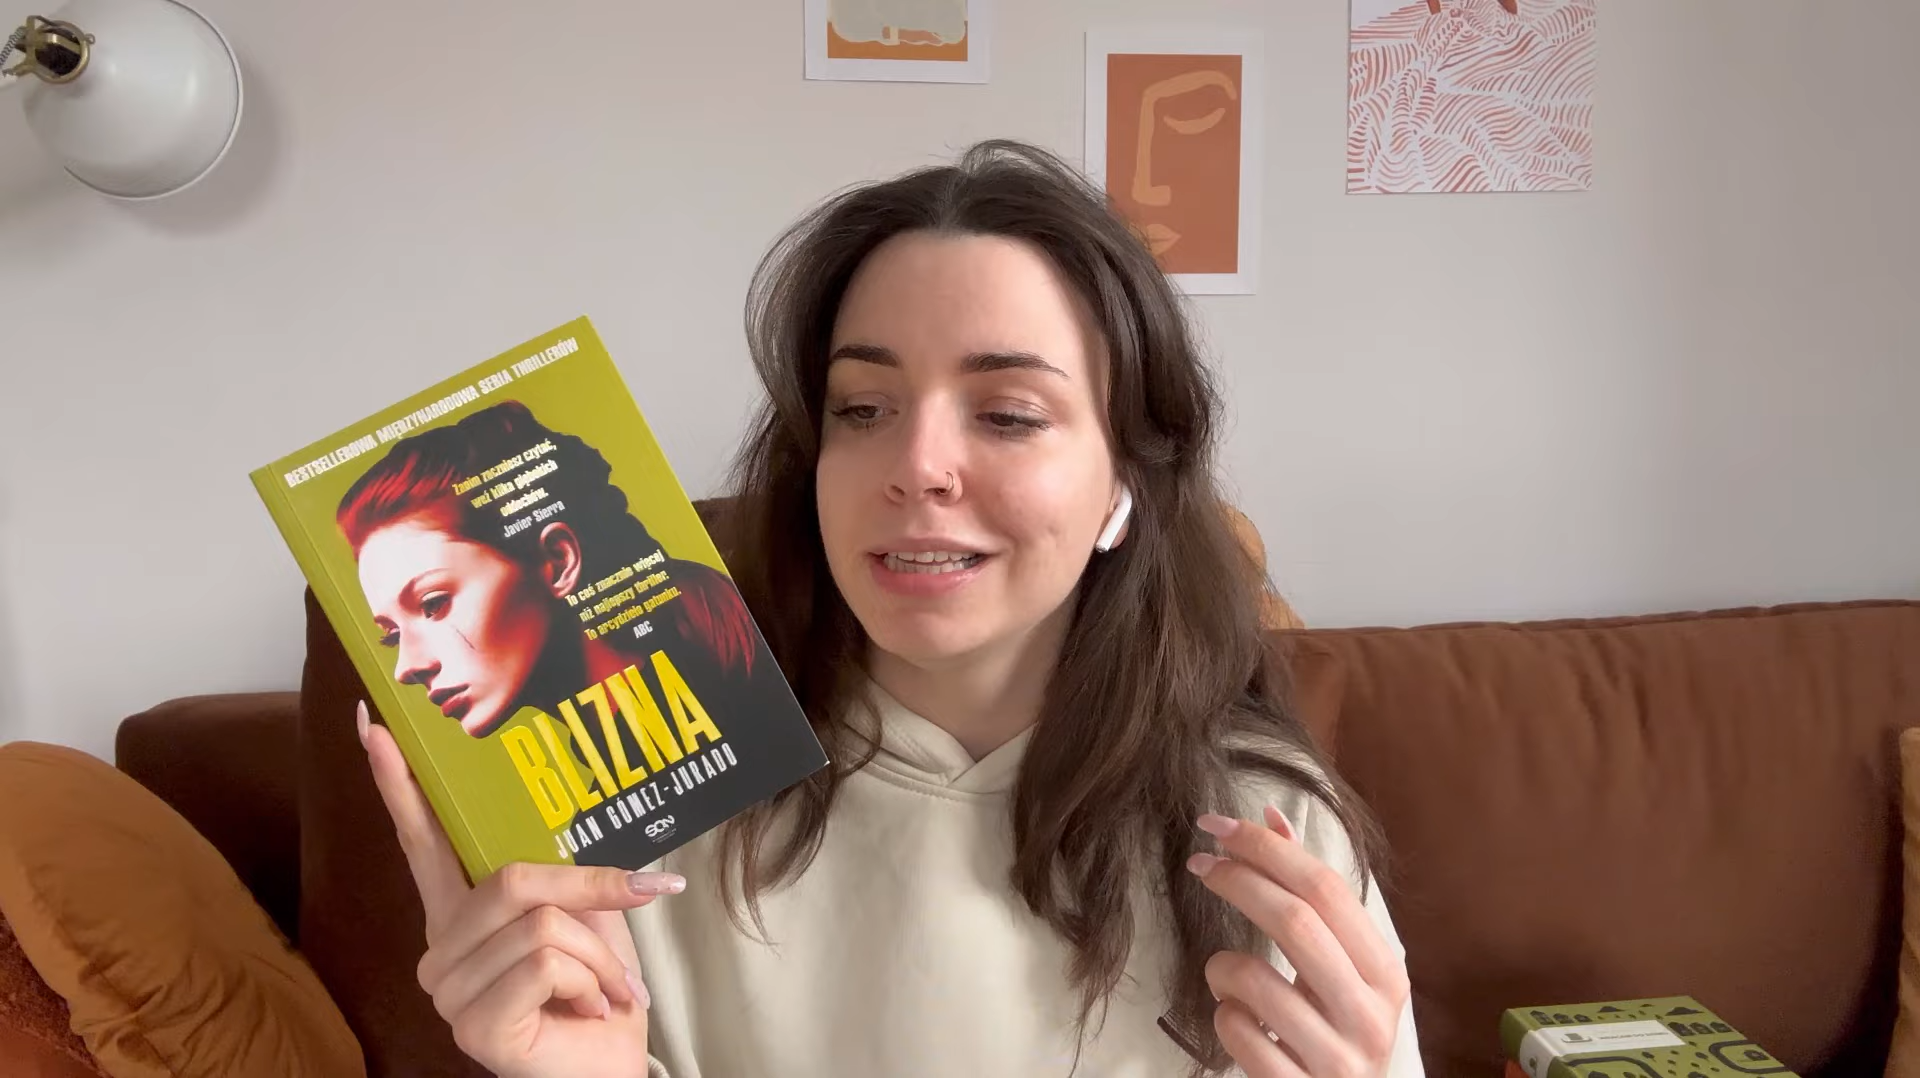 BESTSELLEROWA MIĘDZYNARODOWA SERIA THRILLERÓW
Zanim zaczniesz czytać,
weź kilka głębokich
oddechów.
Javier Sierra
To coś znacznie więcej
niż najlepszy thriller.
To arcydzieło gatunku.
ABC
BLIZNA
JUAN GÓMEZ-JURADO
SQN